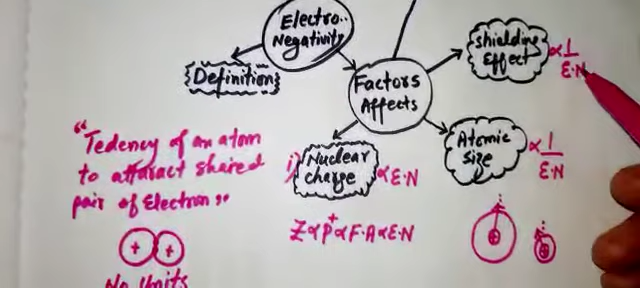 Electro..
Negativity
Definition
Factors
Affects
Shielding
Effect
∝ 1/E.N
"Tedency of an atom
to attaract shared
pair of Electron"
i) Nuclear
charge
∝ E.N
Atomic
size
∝ 1/E.N
Z∝P⁺∝F.A∝E.N
+ +
No Units